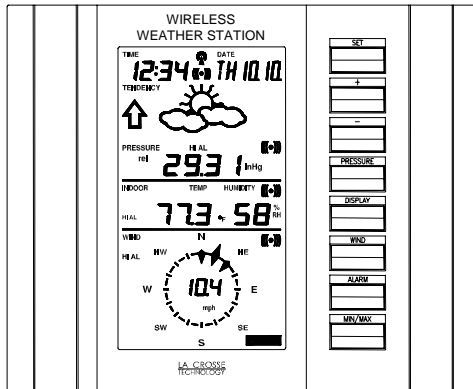 WIRELESS
WEATHER STATION
TIME DATE
12:34 TH 10.10.
TENDENCY
PRESSURE HI AL
rel 29.31 inHg
INDOOR TEMP HUMIDITY
HI AL 77.3 °F 58 % RH
WIND N
HI AL HW HE
W 10.4 E
mph
SW SE
S
LA CROSSE
TECHNOLOGY
SET
+
-
PRESSURE
DISPLAY
WIND
ALARM
MIN/MAX